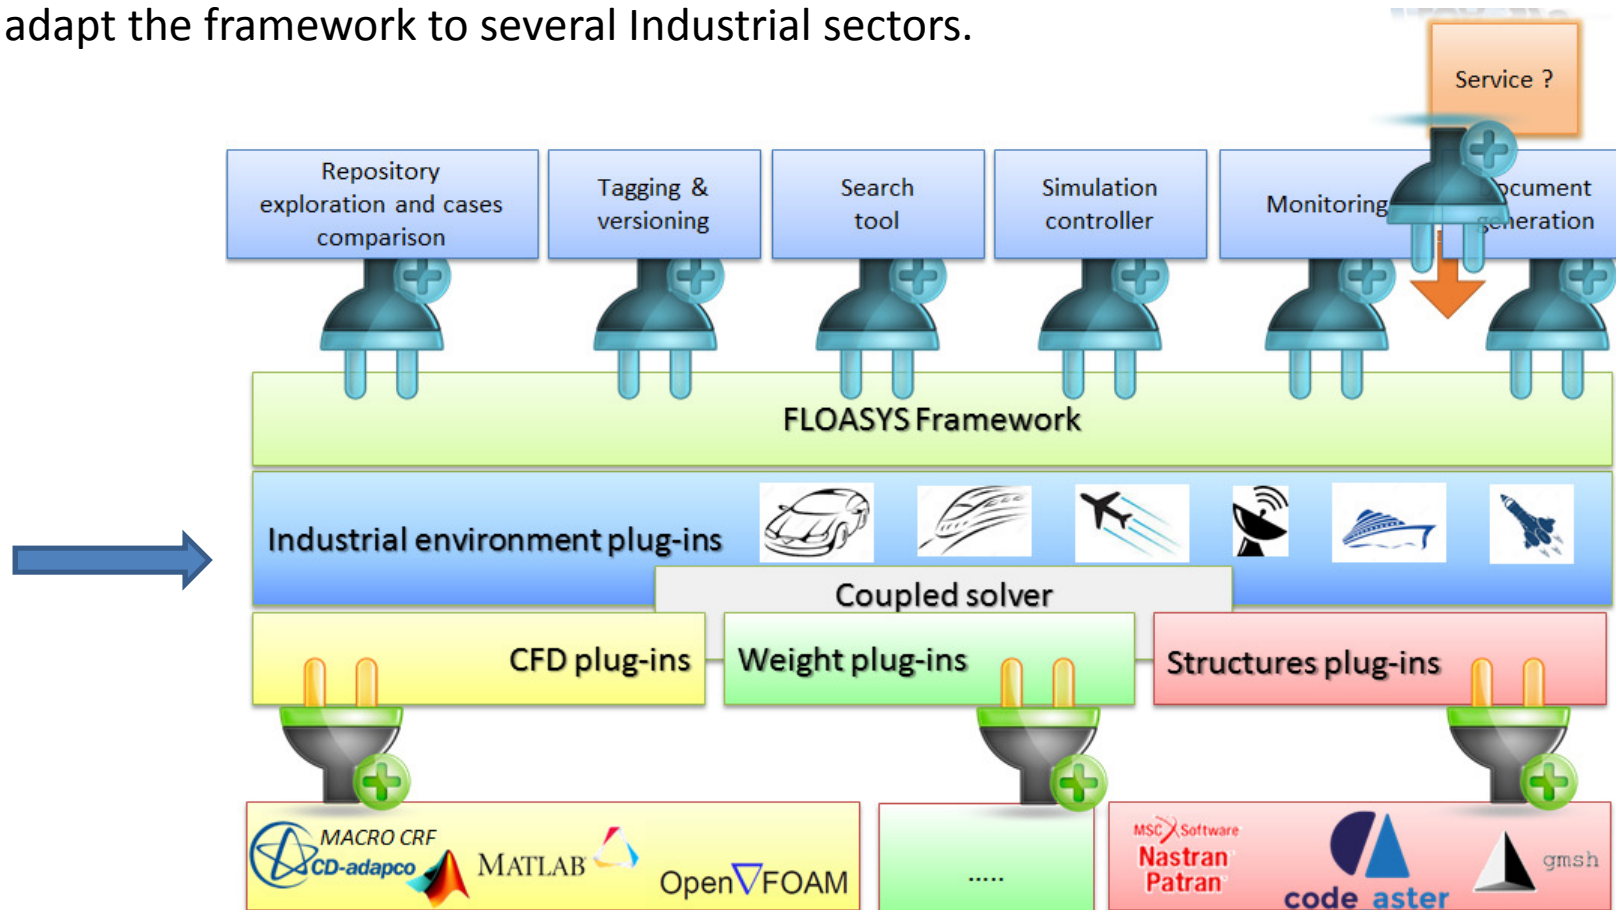 adapt the framework to several Industrial sectors.
Service ?
Repository
exploration and cases
comparison
Tagging &
versioning
Search
tool
Simulation
controller
Monitoring
ocument
generation
FLOASYS Framework
Industrial environment plug-ins
Coupled solver
CFD plug-ins
Weight plug-ins
Structures plug-ins
MACRO CRF
CD-adapco
MATLAB
Open▽FOAM
.....
MSC Software
Nastran
Patran
code aster
gmsh